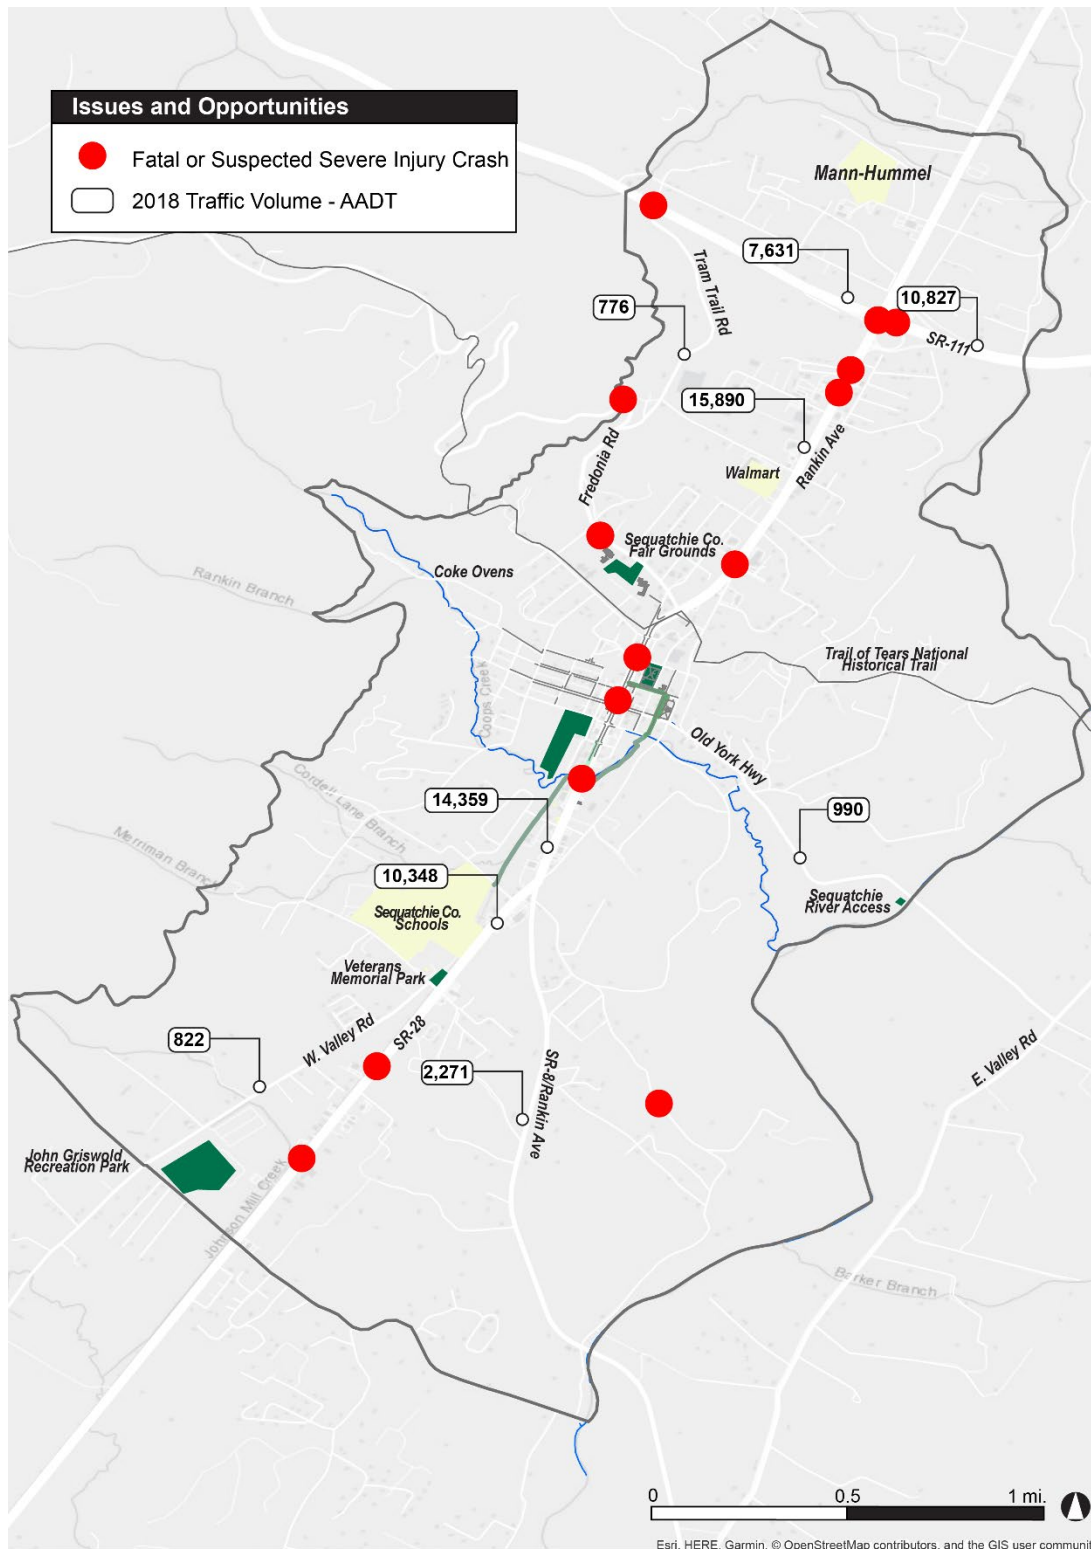 Issues and Opportunities
Fatal or Suspected Severe Injury Crash
2018 Traffic Volume - AADT
Mann-Hummel
7,631
Tram Trail Rd
10,827
776
SR-111
15,890
Rankin Ave
Fredonia Rd
Walmart
Sequatchie Co.
Fair Grounds
Coke Ovens
Rankin Branch
Trail of Tears National
Historical Trail
Coops Creek
Old York Hwy
Cordell Lane Branch
14,359
990
Merriman Branch
10,348
Sequatchie
River Access
Sequatchie Co.
Schools
Veterans
Memorial Park
W. Valley Rd
SR-28
822
2,271
SR-8/Rankin Ave
E. Valley Rd
John Griswold
Recreation Park
Johnson Mill Creek
Barker Branch
0 0.5 1 mi.
Esri, HERE, Garmin, © OpenStreetMap contributors, and the GIS user communi